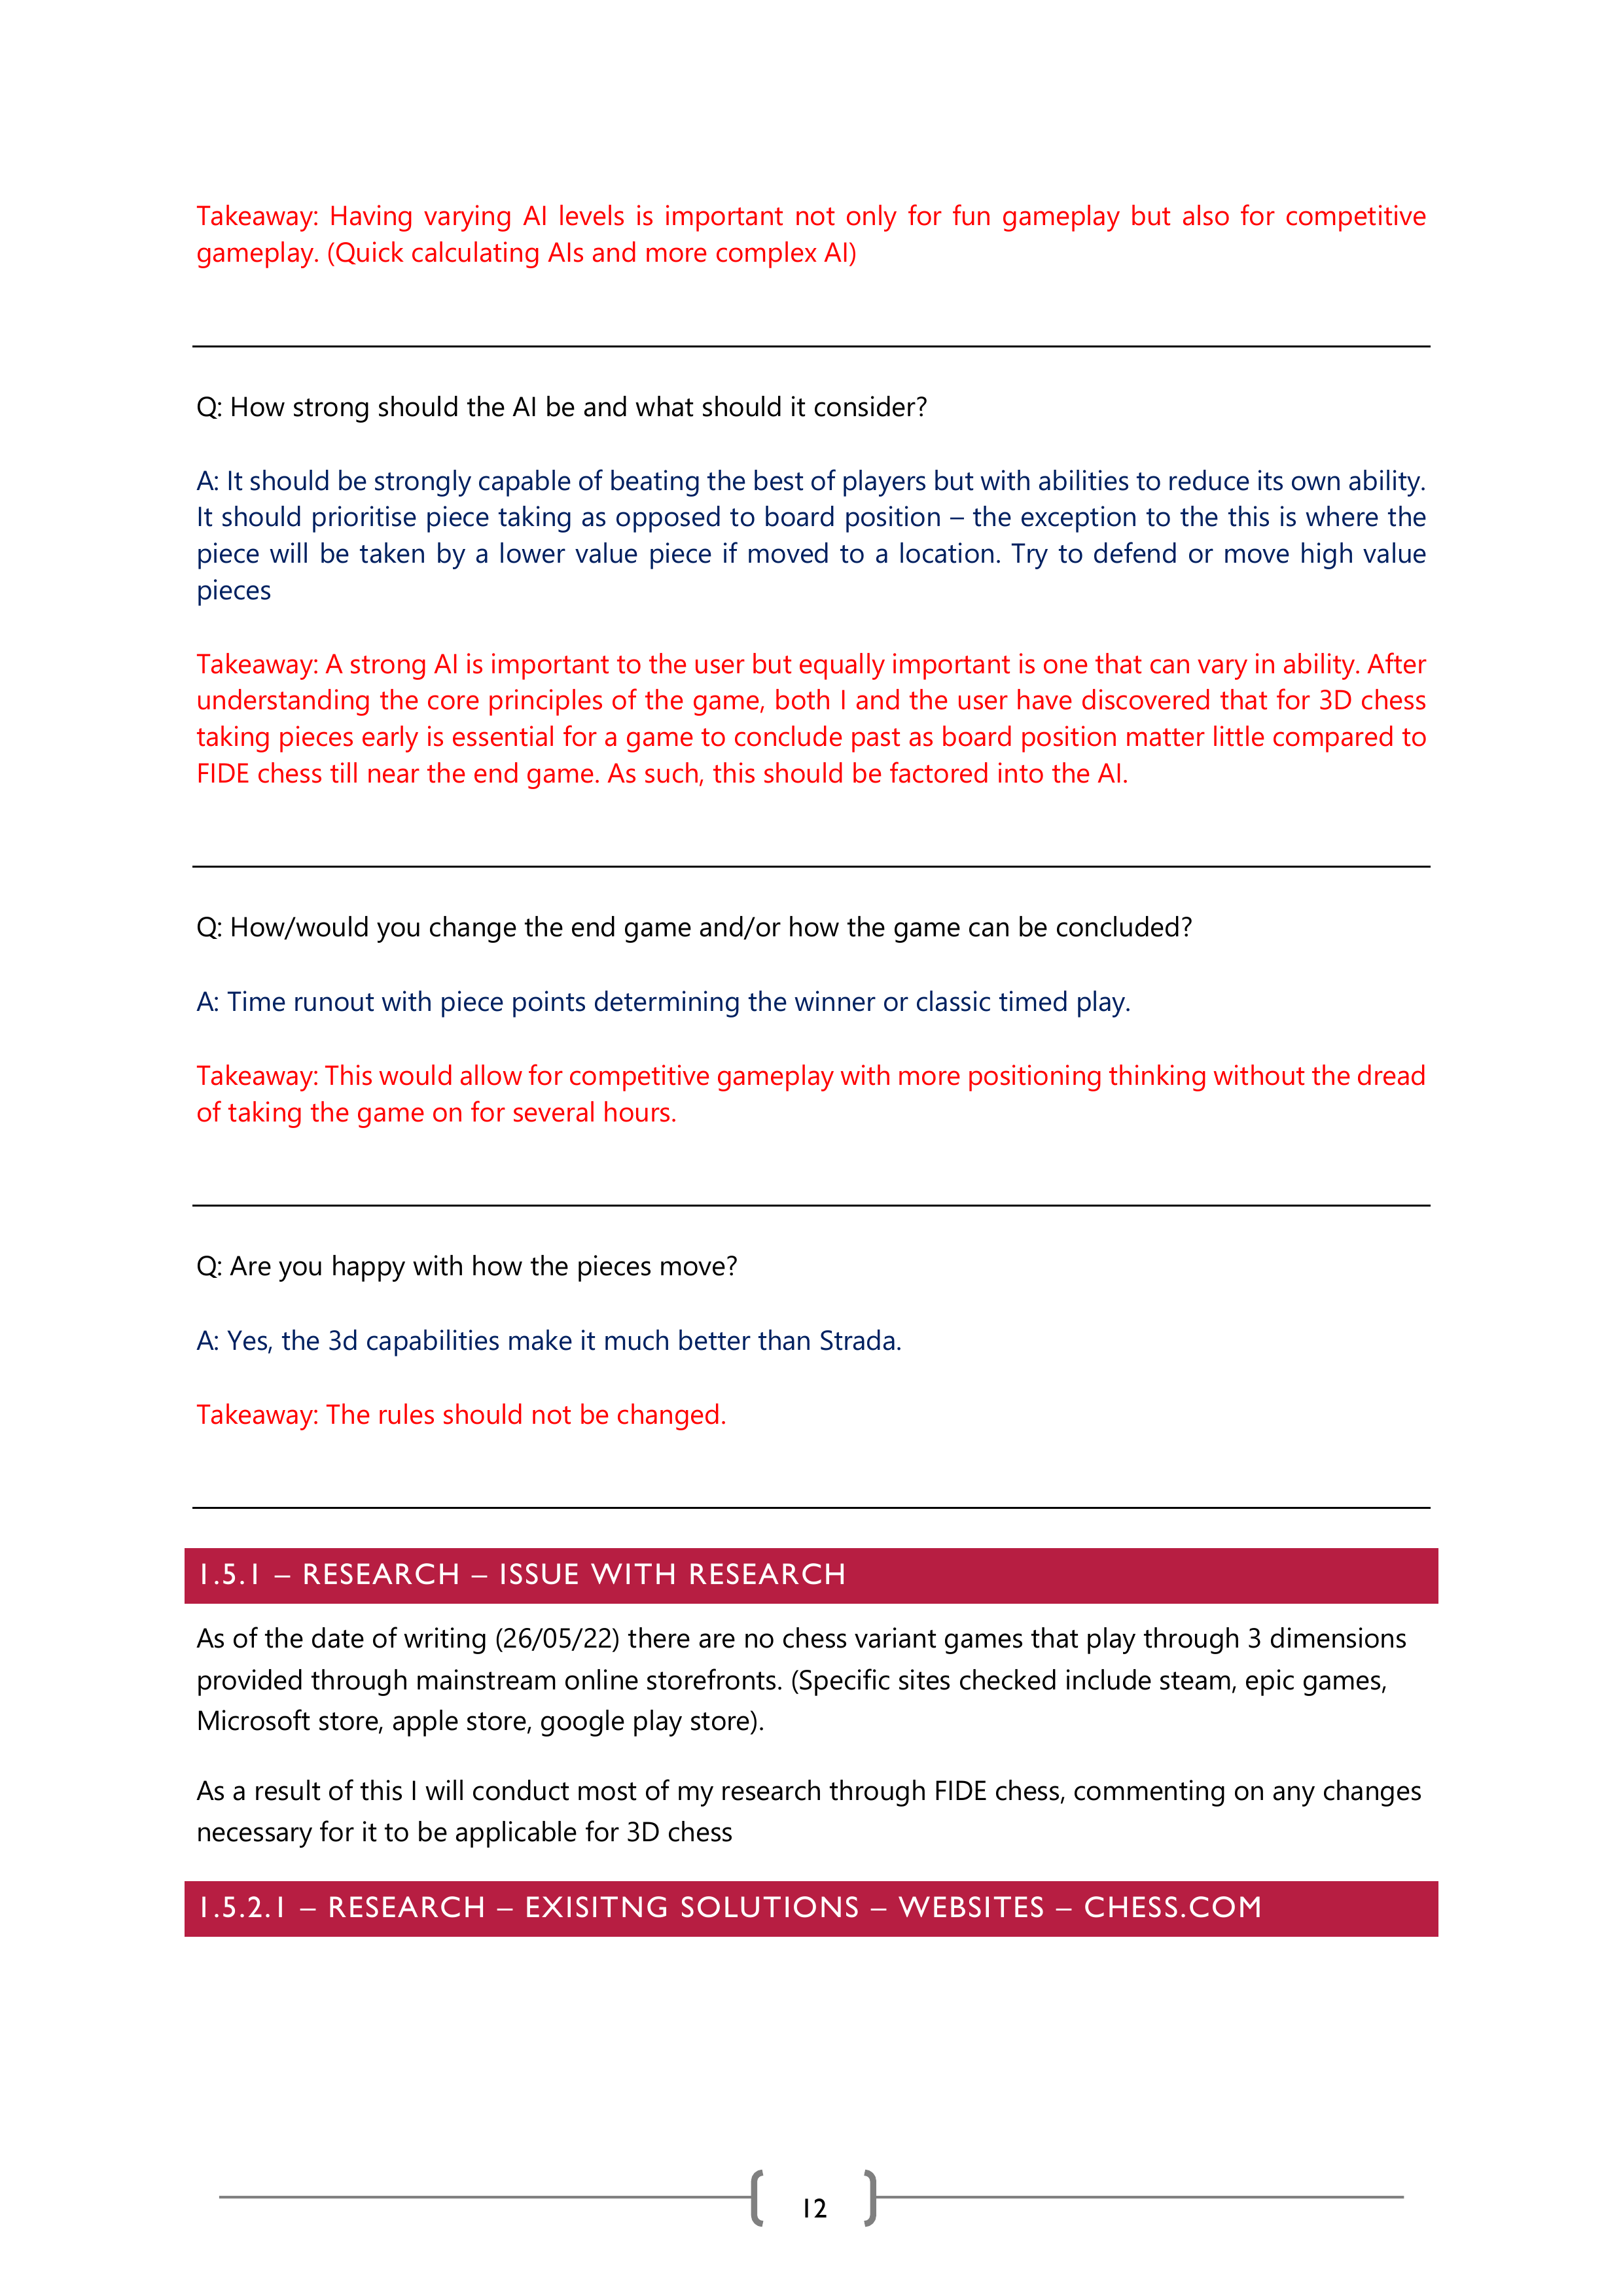 Takeaway: Having varying AI levels is important not only for fun gameplay but also for competitive
gameplay. (Quick calculating AIs and more complex AI)
Q: How strong should the AI be and what should it consider?
A: It should be strongly capable of beating the best of players but with abilities to reduce its own ability.
It should prioritise piece taking as opposed to board position – the exception to the this is where the
piece will be taken by a lower value piece if moved to a location. Try to defend or move high value
pieces
Takeaway: A strong AI is important to the user but equally important is one that can vary in ability. After
understanding the core principles of the game, both I and the user have discovered that for 3D chess
taking pieces early is essential for a game to conclude past as board position matter little compared to
FIDE chess till near the end game. As such, this should be factored into the AI.
Q: How/would you change the end game and/or how the game can be concluded?
A: Time runout with piece points determining the winner or classic timed play.
Takeaway: This would allow for competitive gameplay with more positioning thinking without the dread
of taking the game on for several hours.
Q: Are you happy with how the pieces move?
A: Yes, the 3d capabilities make it much better than Strada.
Takeaway: The rules should not be changed.
1.5.1 – RESEARCH – ISSUE WITH RESEARCH
As of the date of writing (26/05/22) there are no chess variant games that play through 3 dimensions
provided through mainstream online storefronts. (Specific sites checked include steam, epic games,
Microsoft store, apple store, google play store).
As a result of this I will conduct most of my research through FIDE chess, commenting on any changes
necessary for it to be applicable for 3D chess
1.5.2.1 – RESEARCH – EXISITNG SOLUTIONS – WEBSITES – CHESS.COM
12